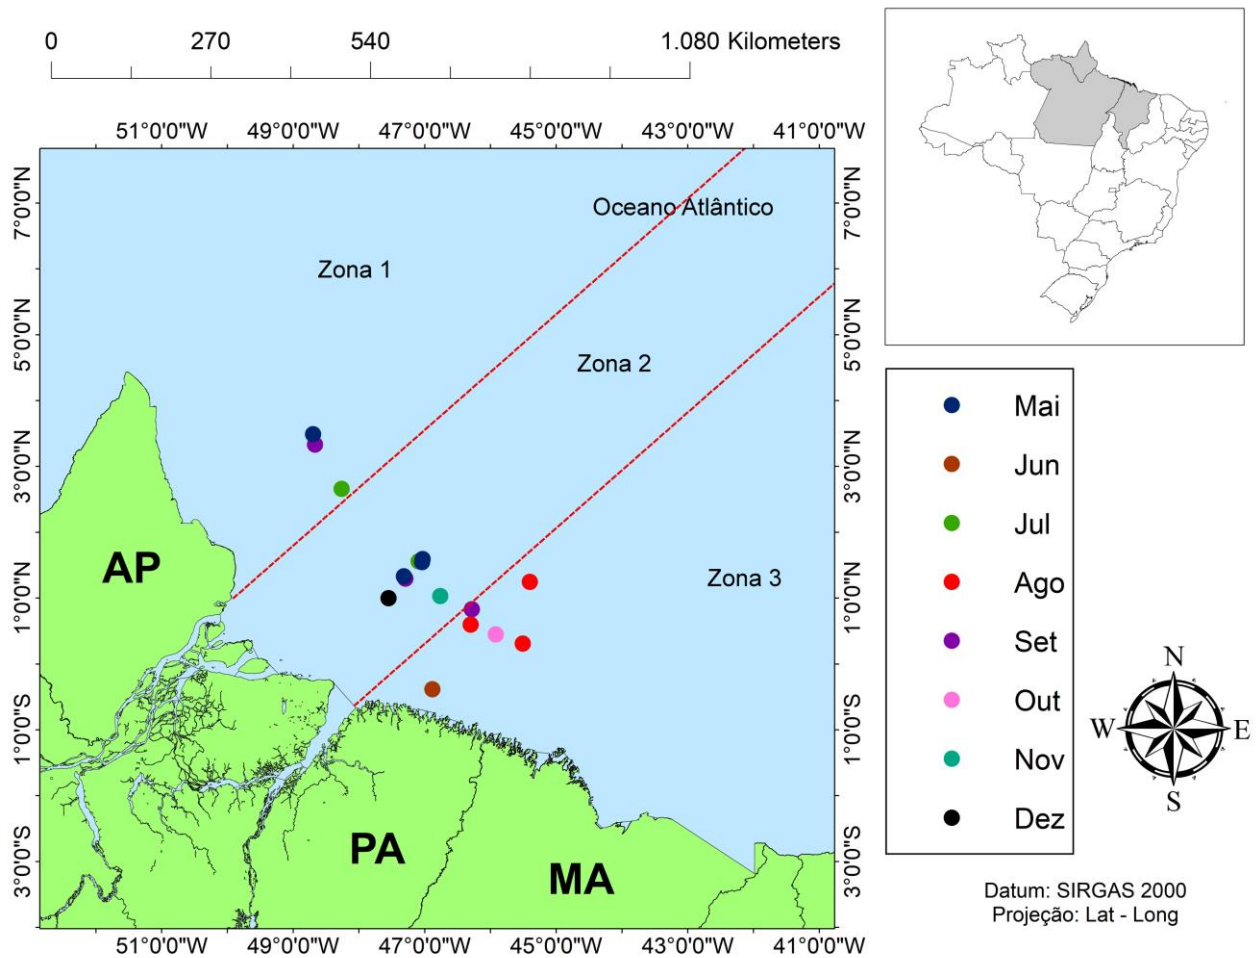 0 270 540 1.080 Kilometers
51°0'0"W 49°0'0"W 47°0'0"W 45°0'0"W 43°0'0"W 41°0'0"W
7°0'0"N 7°0'0"N
5°0'0"N 5°0'0"N
3°0'0"N 3°0'0"N
1°0'0"N 1°0'0"N
1°0'0"S 1°0'0"S
3°0'0"S 3°0'0"S
Oceano Atlântico
Zona 1
Zona 2
Zona 3
AP
PA
MA
51°0'0"W 49°0'0"W 47°0'0"W 45°0'0"W 43°0'0"W 41°0'0"W
Mai
Jun
Jul
Ago
Set
Out
Nov
Dez
N
W E
S
Datum: SIRGAS 2000
Projeção: Lat - Long